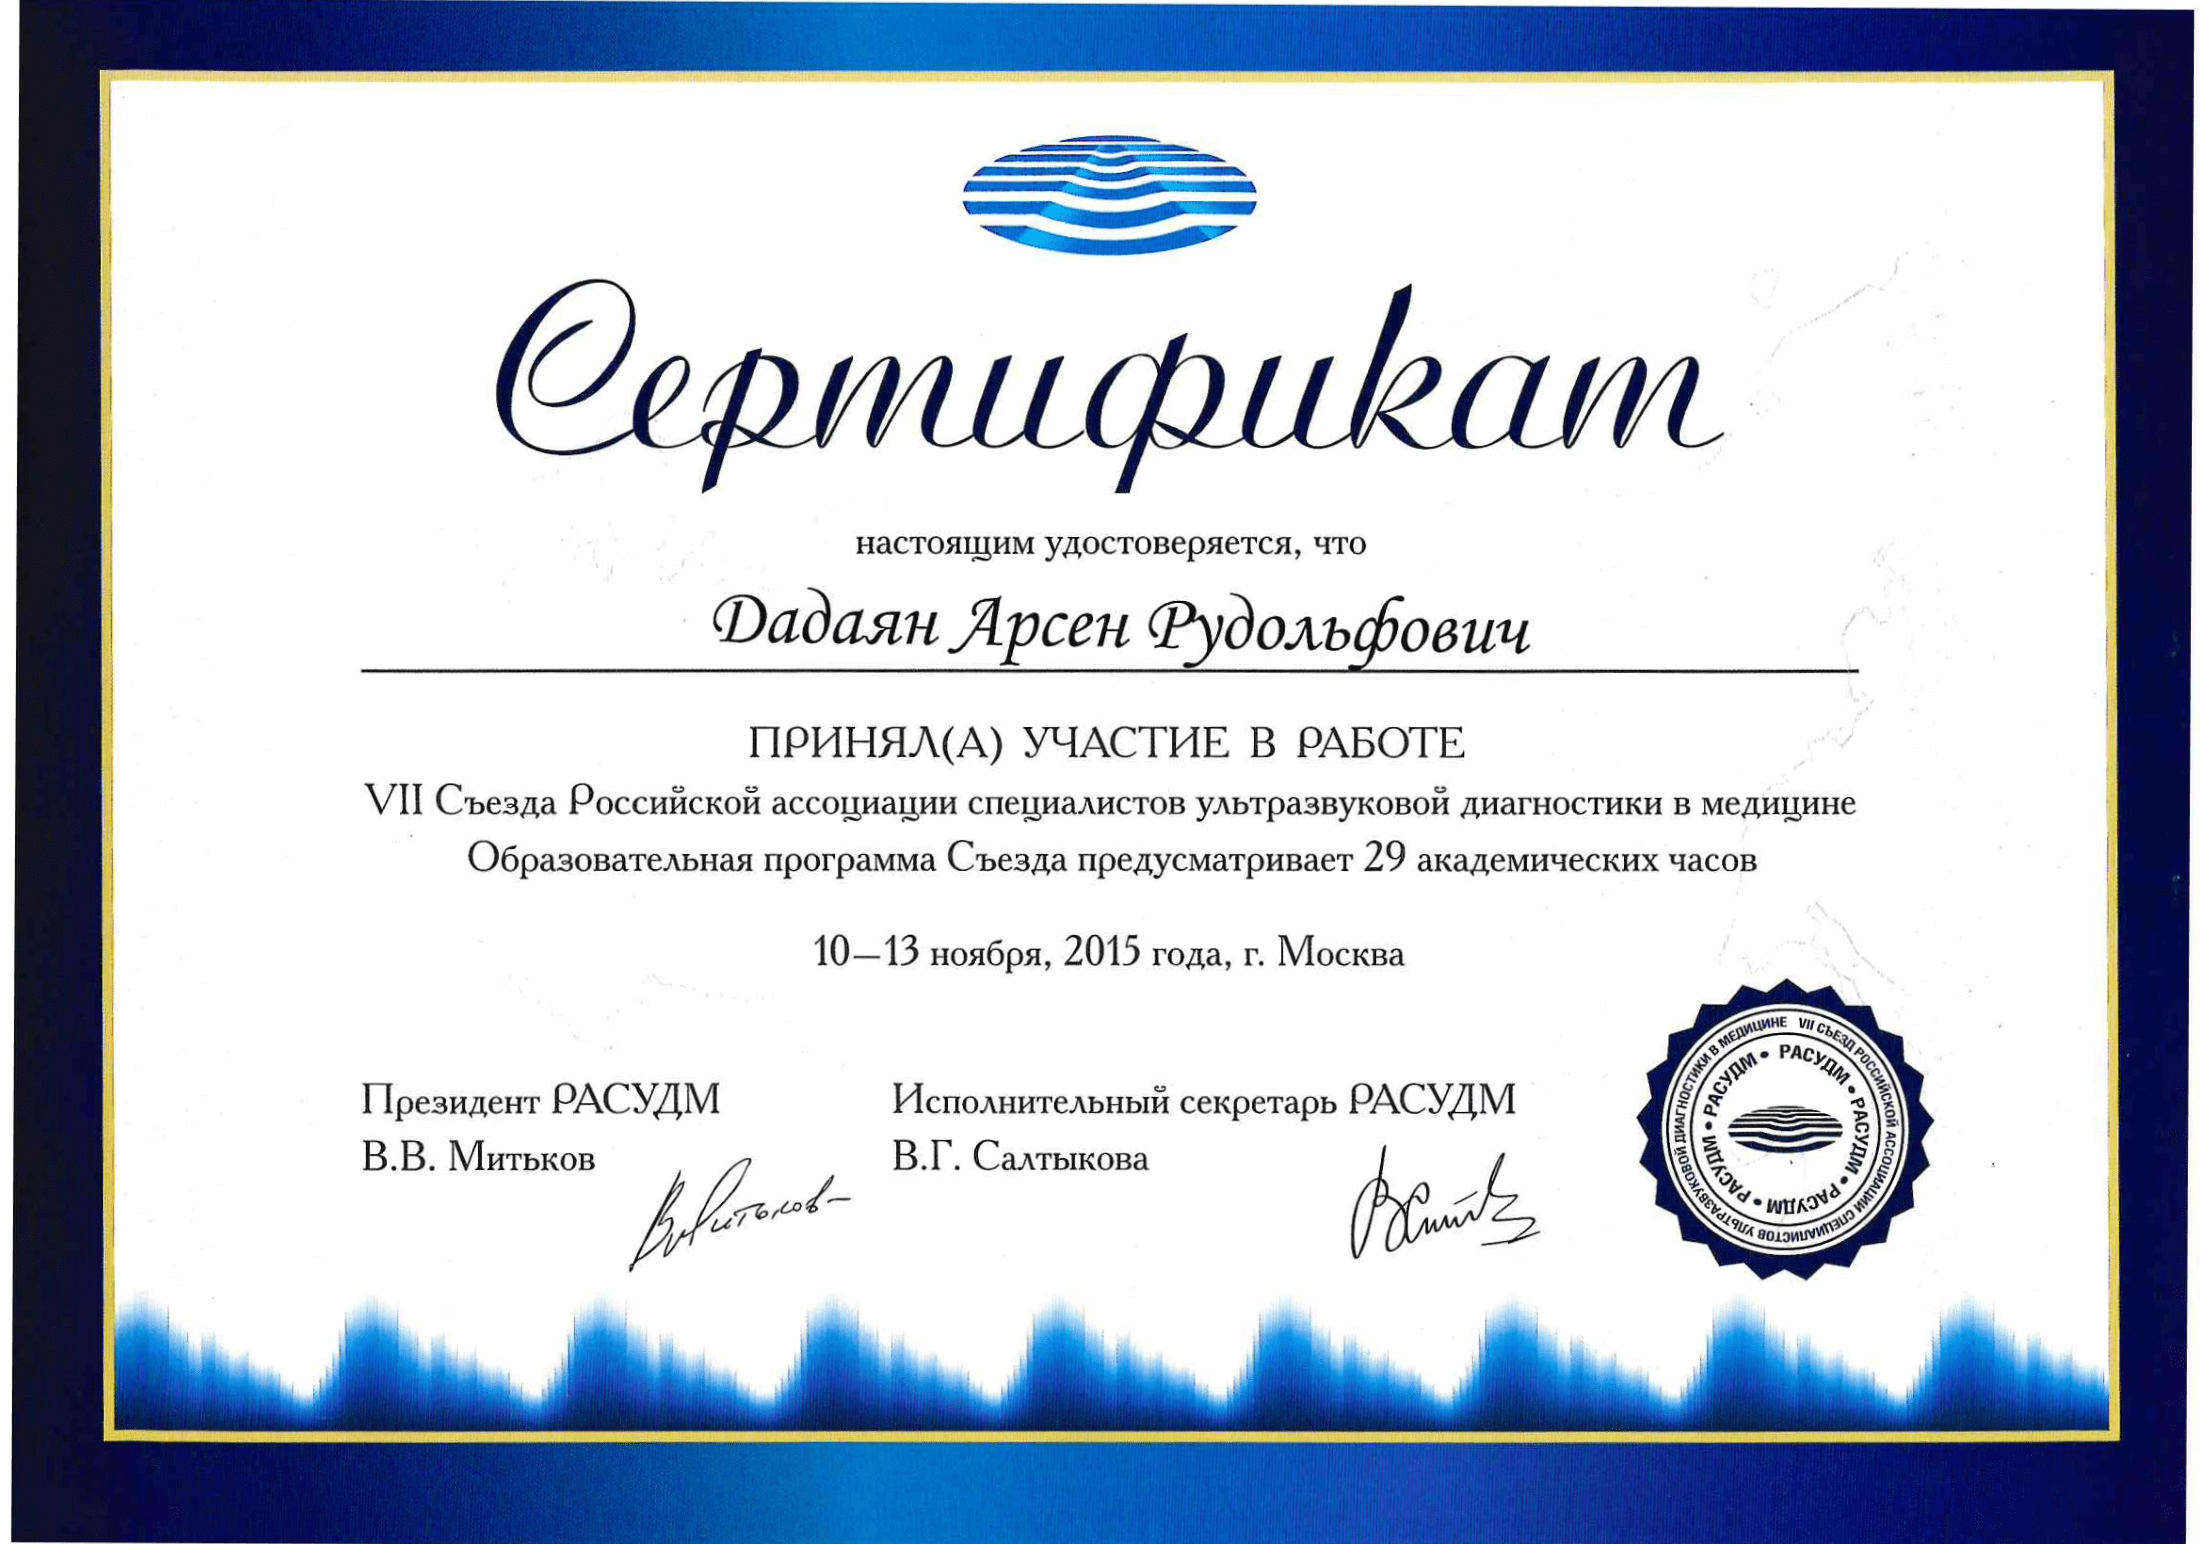 Сертификат
настоящим удостоверяется, что
Дадаян Арсен Рудольфович
ПРИНЯЛ(А) УЧАСТИЕ В РАБОТЕ
VII Съезда Российской ассоциации специалистов ультразвуковой диагностики в медицине
Образовательная программа Съезда предусматривает 29 академических часов
10–13 ноября, 2015 года, г. Москва
Президент РАСУДМ
В.В. Митьков
Исполнительный секретарь РАСУДМ
В.Г. Салтыкова
VII СЪЕЗД РОССИЙСКОЙ АССОЦИАЦИИ СПЕЦИАЛИСТОВ УЛЬТРАЗВУКОВОЙ ДИАГНОСТИКИ В МЕДИЦИНЕ
РАСУДМ • РАСУДМ • РАСУДМ • РАСУДМ • РАСУДМ •